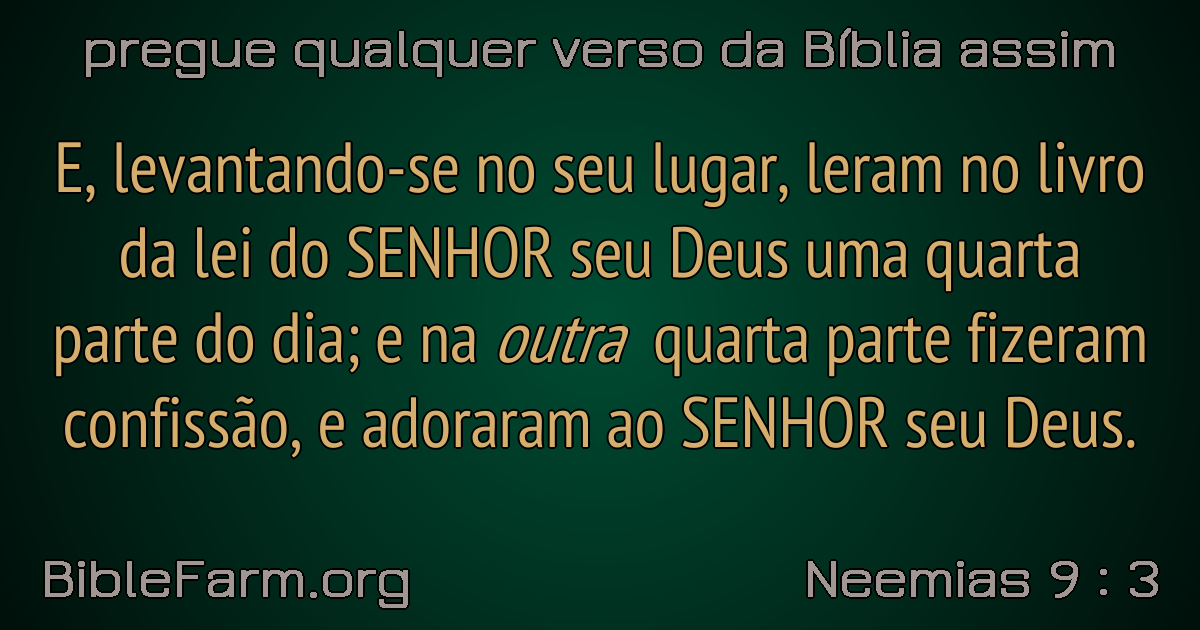 pregue qualquer verso da Bíblia assim
E, levantando-se no seu lugar, leram no livro
da lei do SENHOR seu Deus uma quarta
parte do dia; e na outra quarta parte fizeram
confissão, e adoraram ao SENHOR seu Deus.
BibleFarm.org
Neemias 9 : 3